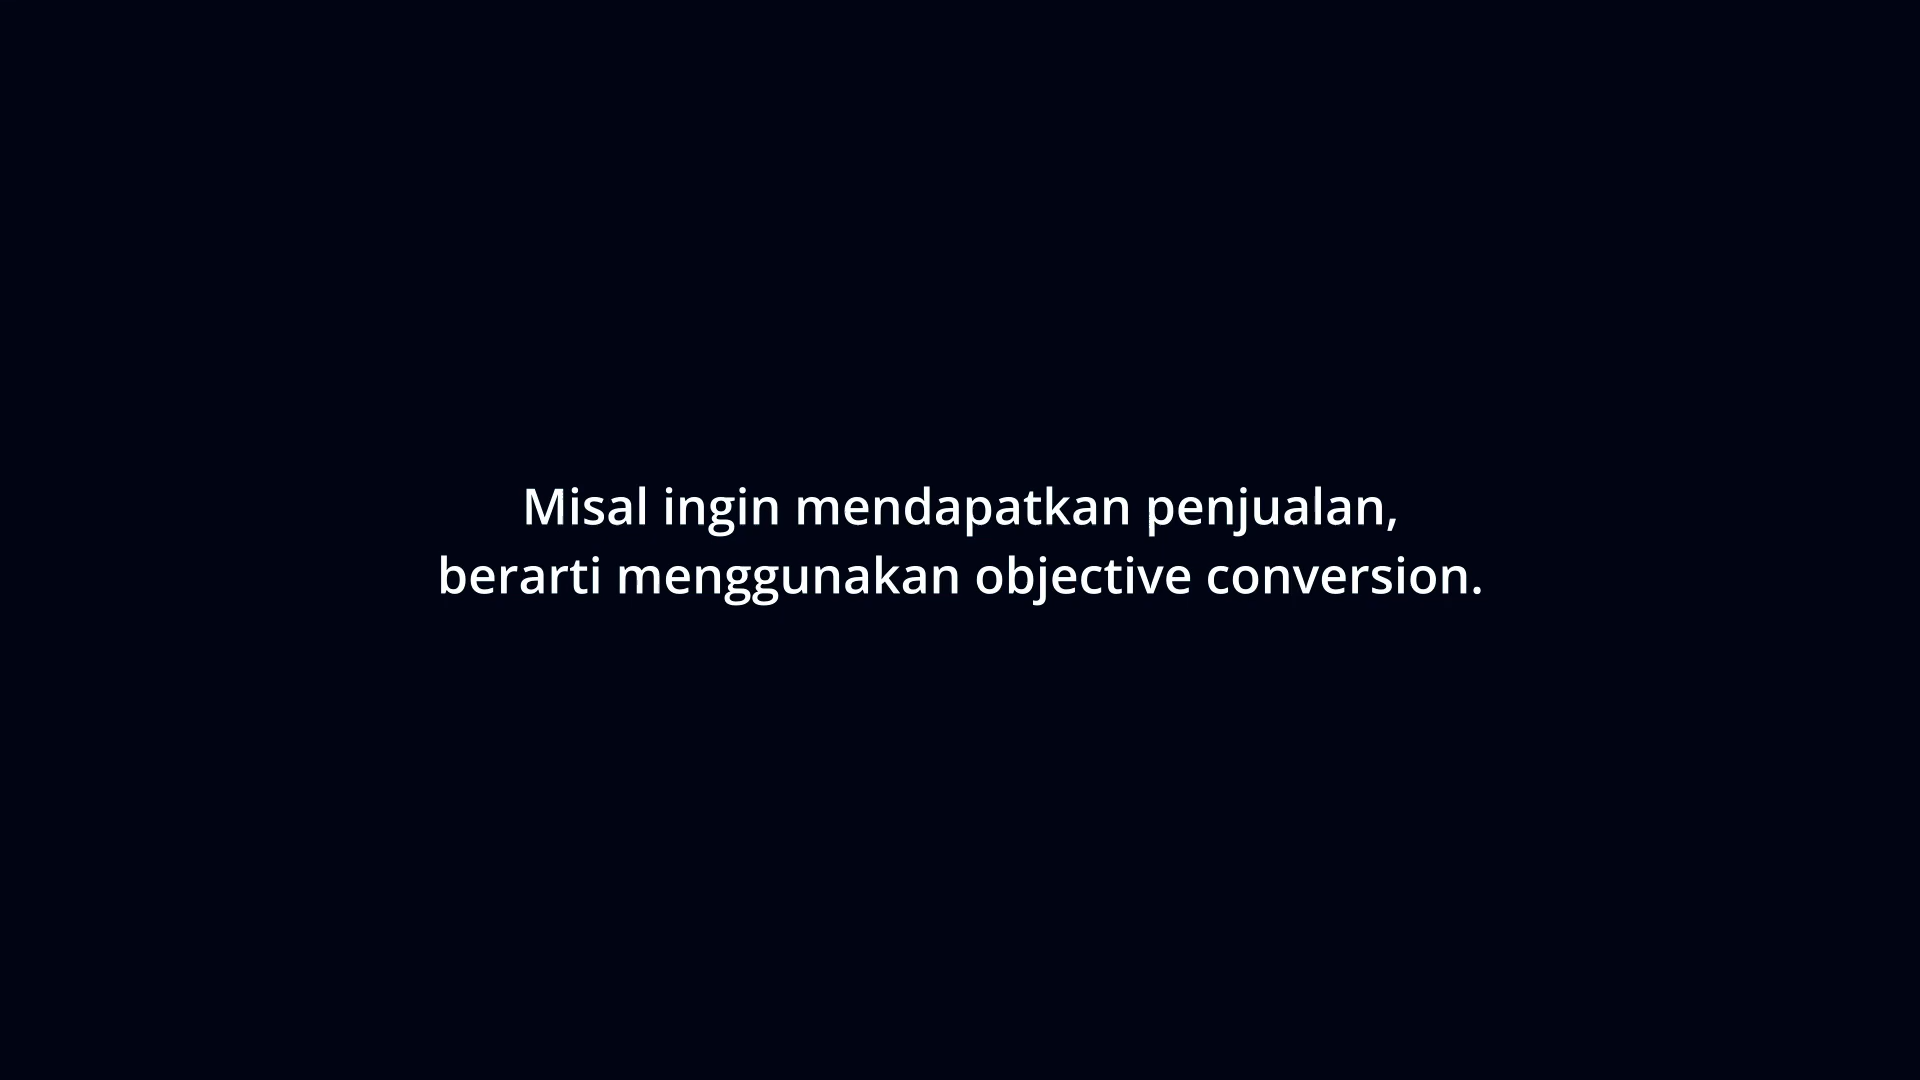 Misal ingin mendapatkan penjualan,
berarti menggunakan objective conversion.